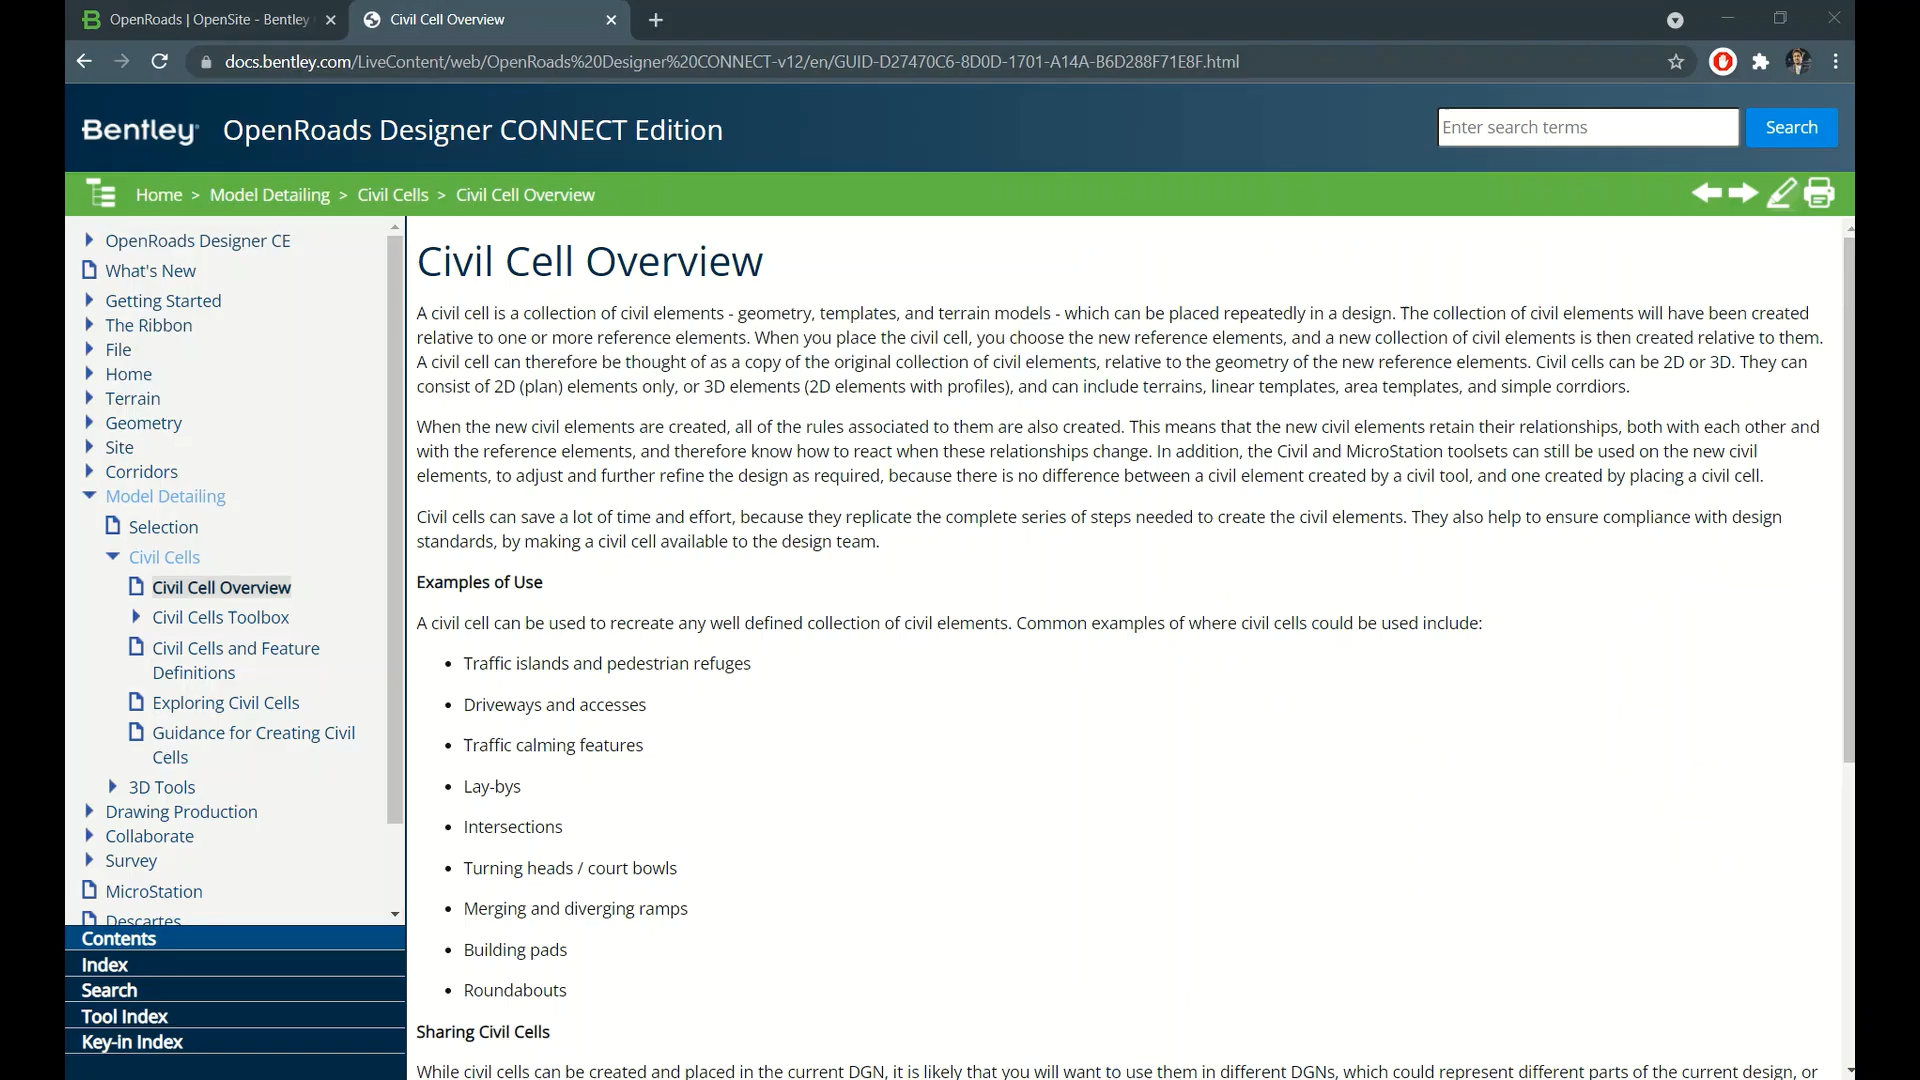 OpenRoads | OpenSite - Bentley
Civil Cell Overview
docs.bentley.com/LiveContent/web/OpenRoads%20Designer%20CONNECT-v12/en/GUID-D27470C6-8D0D-1701-A14A-B6D288F71E8F.html
Bentley
OpenRoads Designer CONNECT Edition
Enter search terms
Search
Home > Model Detailing > Civil Cells > Civil Cell Overview
OpenRoads Designer CE
What's New
Getting Started
The Ribbon
File
Home
Terrain
Geometry
Site
Corridors
Model Detailing
Selection
Civil Cells
Civil Cell Overview
Civil Cells Toolbox
Civil Cells and Feature
Definitions
Exploring Civil Cells
Guidance for Creating Civil
Cells
3D Tools
Drawing Production
Collaborate
Survey
MicroStation
Descartes
Contents
Index
Search
Tool Index
Key-in Index
Civil Cell Overview
A civil cell is a collection of civil elements - geometry, templates, and terrain models - which can be placed repeatedly in a design. The collection of civil elements will have been created
relative to one or more reference elements. When you place the civil cell, you choose the new reference elements, and a new collection of civil elements is then created relative to them.
A civil cell can therefore be thought of as a copy of the original collection of civil elements, relative to the geometry of the new reference elements. Civil cells can be 2D or 3D. They can
consist of 2D (plan) elements only, or 3D elements (2D elements with profiles), and can include terrains, linear templates, area templates, and simple corrdiors.
When the new civil elements are created, all of the rules associated to them are also created. This means that the new civil elements retain their relationships, both with each other and
with the reference elements, and therefore know how to react when these relationships change. In addition, the Civil and MicroStation toolsets can still be used on the new civil
elements, to adjust and further refine the design as required, because there is no difference between a civil element created by a civil tool, and one created by placing a civil cell.
Civil cells can save a lot of time and effort, because they replicate the complete series of steps needed to create the civil elements. They also help to ensure compliance with design
standards, by making a civil cell available to the design team.
Examples of Use
A civil cell can be used to recreate any well defined collection of civil elements. Common examples of where civil cells could be used include:
• Traffic islands and pedestrian refuges
• Driveways and accesses
• Traffic calming features
• Lay-bys
• Intersections
• Turning heads / court bowls
• Merging and diverging ramps
• Building pads
• Roundabouts
Sharing Civil Cells
While civil cells can be created and placed in the current DGN, it is likely that you will want to use them in different DGNs, which could represent different parts of the current design, or